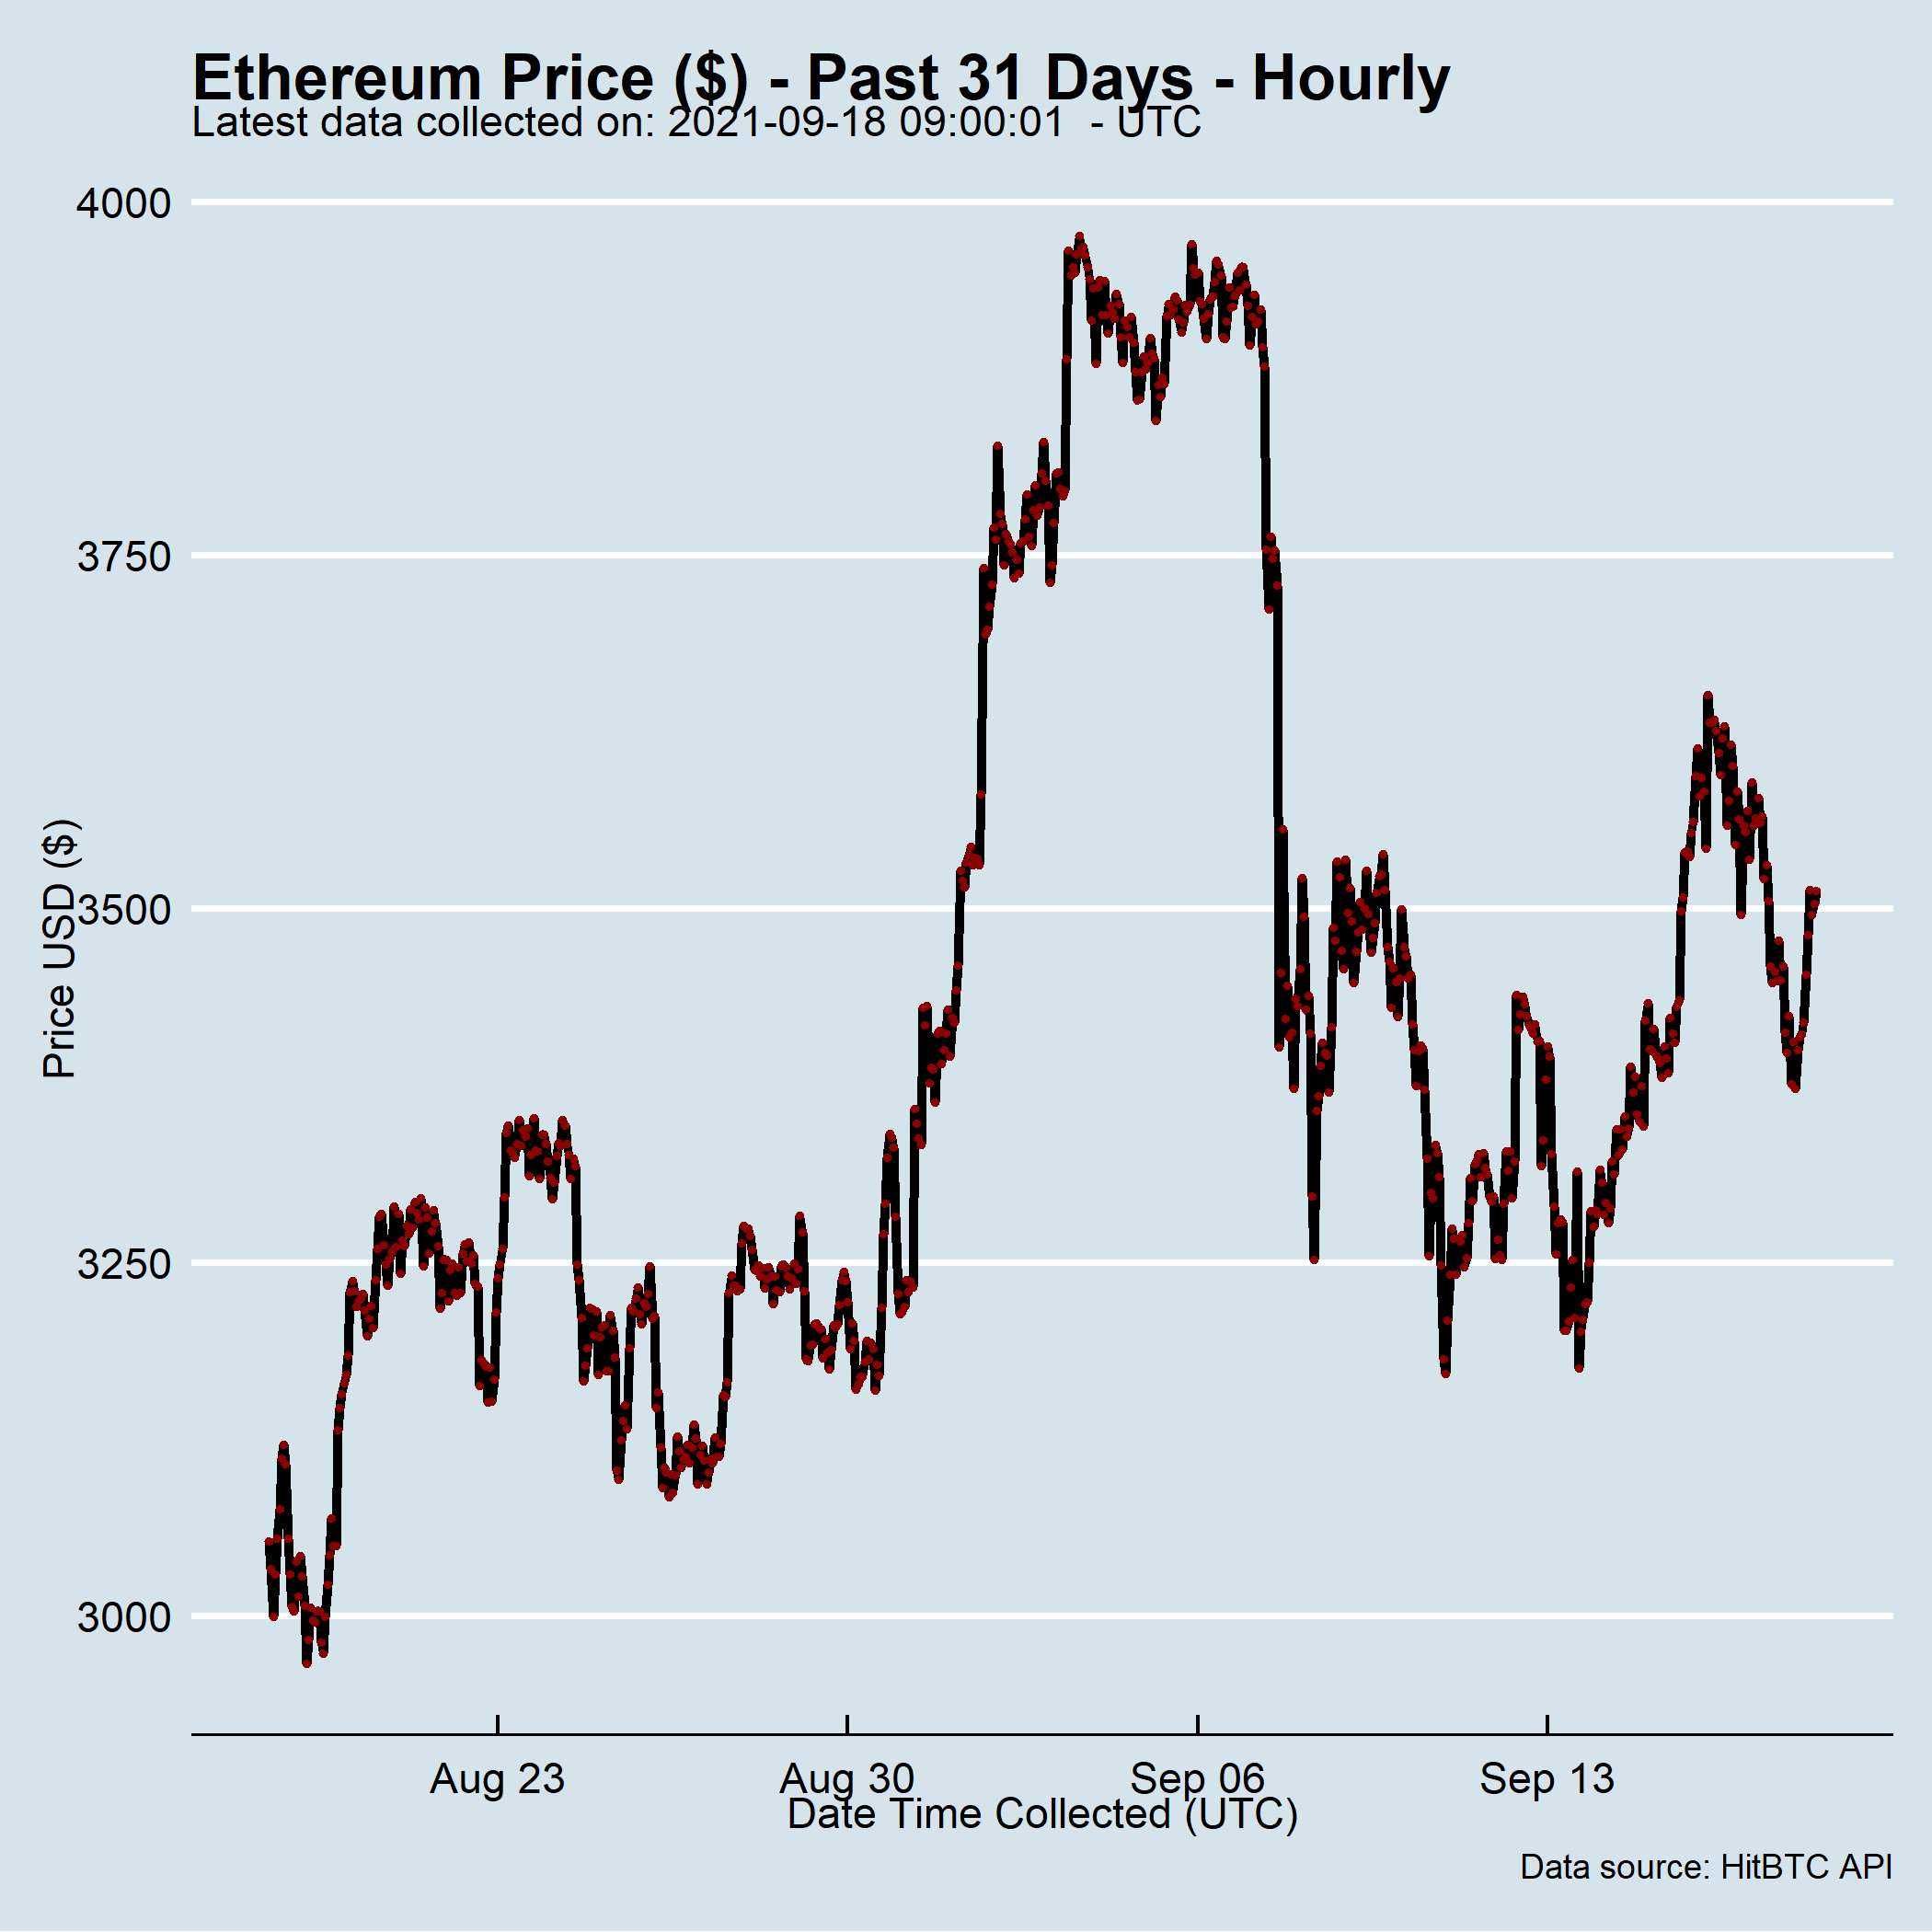 Ethereum Price ($) - Past 31 Days - Hourly
Latest data collected on: 2021-09-18 09:00:01  - UTC
4000
3750
3500
3250
3000
Price USD ($)
Aug 23
Aug 30
Sep 06
Sep 13
Date Time Collected (UTC)
Data source: HitBTC API